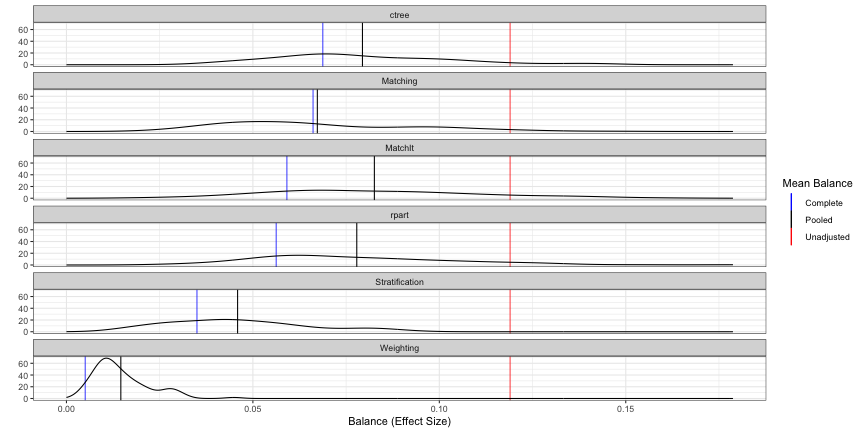 ctree
60
40
20
0
Matching
60
40
20
0
MatchIt
60
40
20
0
rpart
60
40
20
0
Stratification
60
40
20
0
Weighting
60
40
20
0
0.00 0.05 0.10 0.15
Balance (Effect Size)
Mean Balance
Complete
Pooled
Unadjusted